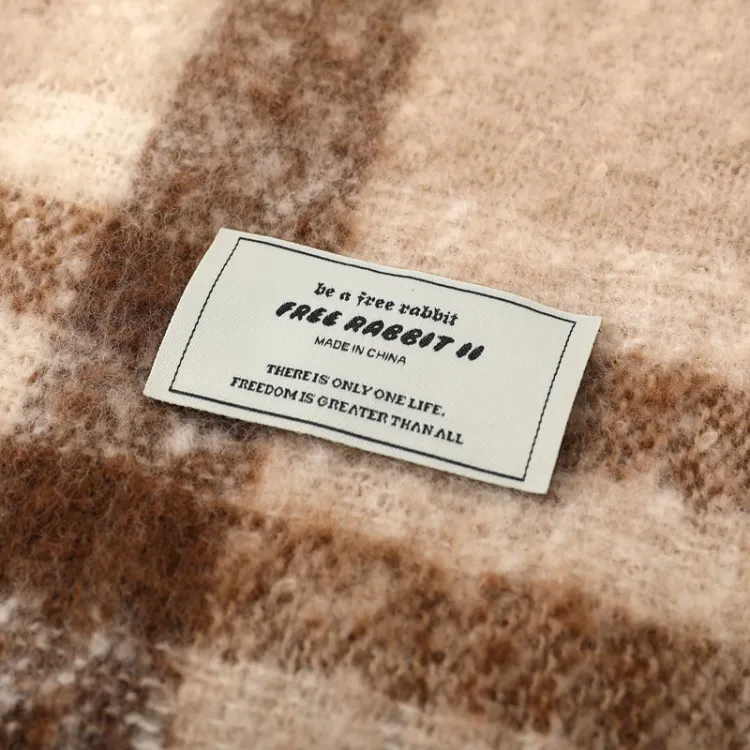 be a free rabbit
FREE RABBIT II
MADE IN CHINA
THERE IS ONLY ONE LIFE,
FREEDOM IS GREATER THAN ALL